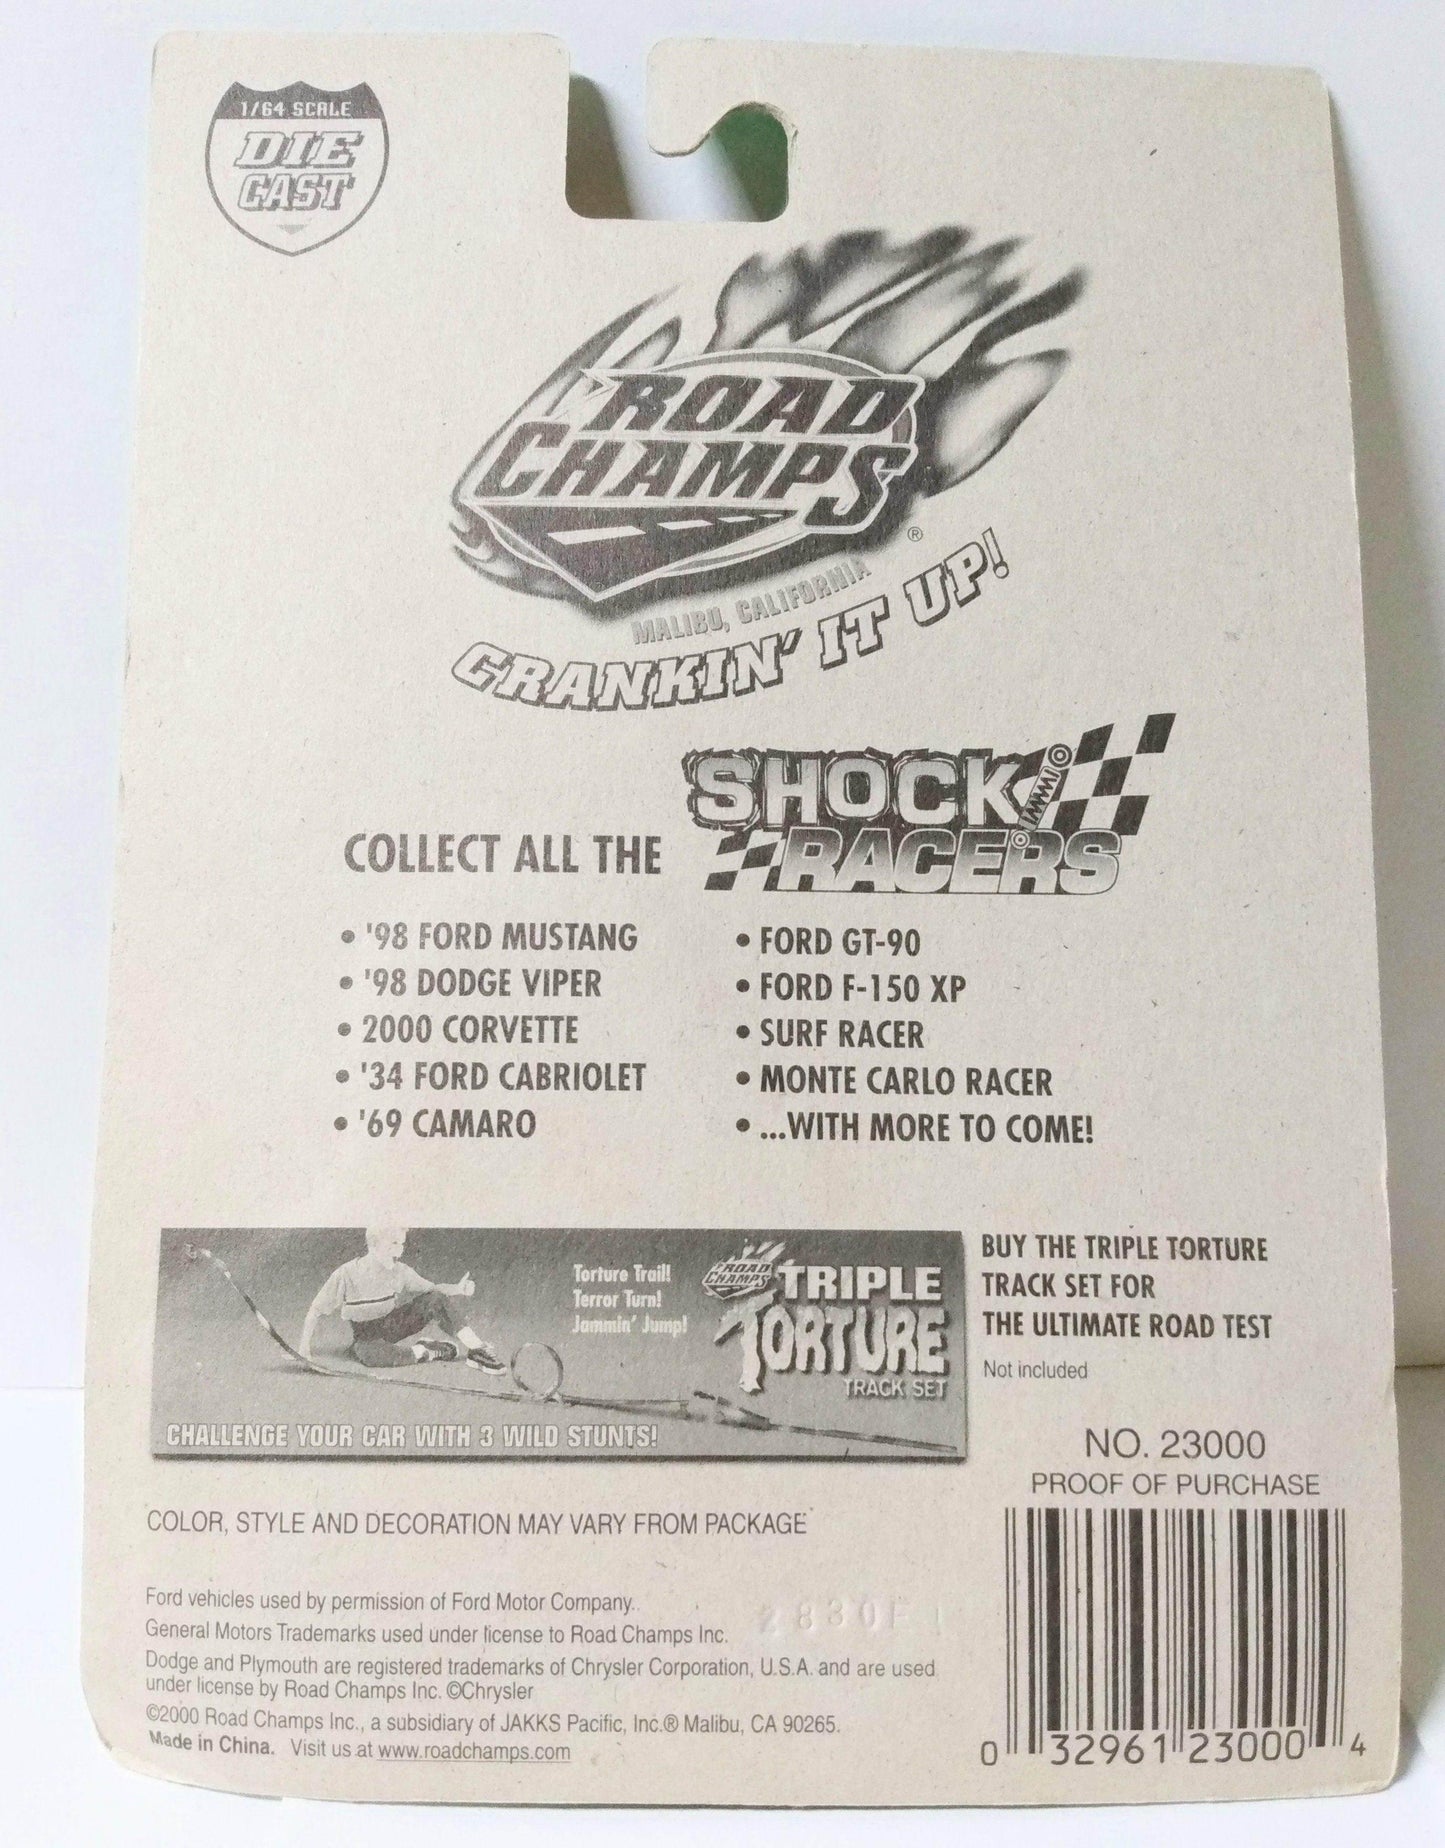 1/64 SCALE
DIE
CAST
ROAD
CHAMPS
®
MALIBU, CALIFORNIA
CRANKIN' IT UP!
COLLECT ALL THE
SHOCK
RACERS
• '98 FORD MUSTANG
• '98 DODGE VIPER
• 2000 CORVETTE
• '34 FORD CABRIOLET
• '69 CAMARO
• FORD GT-90
• FORD F-150 XP
• SURF RACER
• MONTE CARLO RACER
• ...WITH MORE TO COME!
Torture Trail!
Terror Turn!
Jammin' Jump!
ROAD
CHAMPS
TRIPLE
TORTURE
TRACK SET
CHALLENGE YOUR CAR WITH 3 WILD STUNTS!
BUY THE TRIPLE TORTURE
TRACK SET FOR
THE ULTIMATE ROAD TEST
Not included
NO. 23000
PROOF OF PURCHASE
0 32961 23000 4
COLOR, STYLE AND DECORATION MAY VARY FROM PACKAGE
Ford vehicles used by permission of Ford Motor Company.
General Motors Trademarks used under license to Road Champs Inc.
Dodge and Plymouth are registered trademarks of Chrysler Corporation, U.S.A. and are used
under license by Road Champs Inc. ©Chrysler
©2000 Road Champs Inc., a subsidiary of JAKKS Pacific, Inc.® Malibu, CA 90265.
Made in China. Visit us at www.roadchamps.com